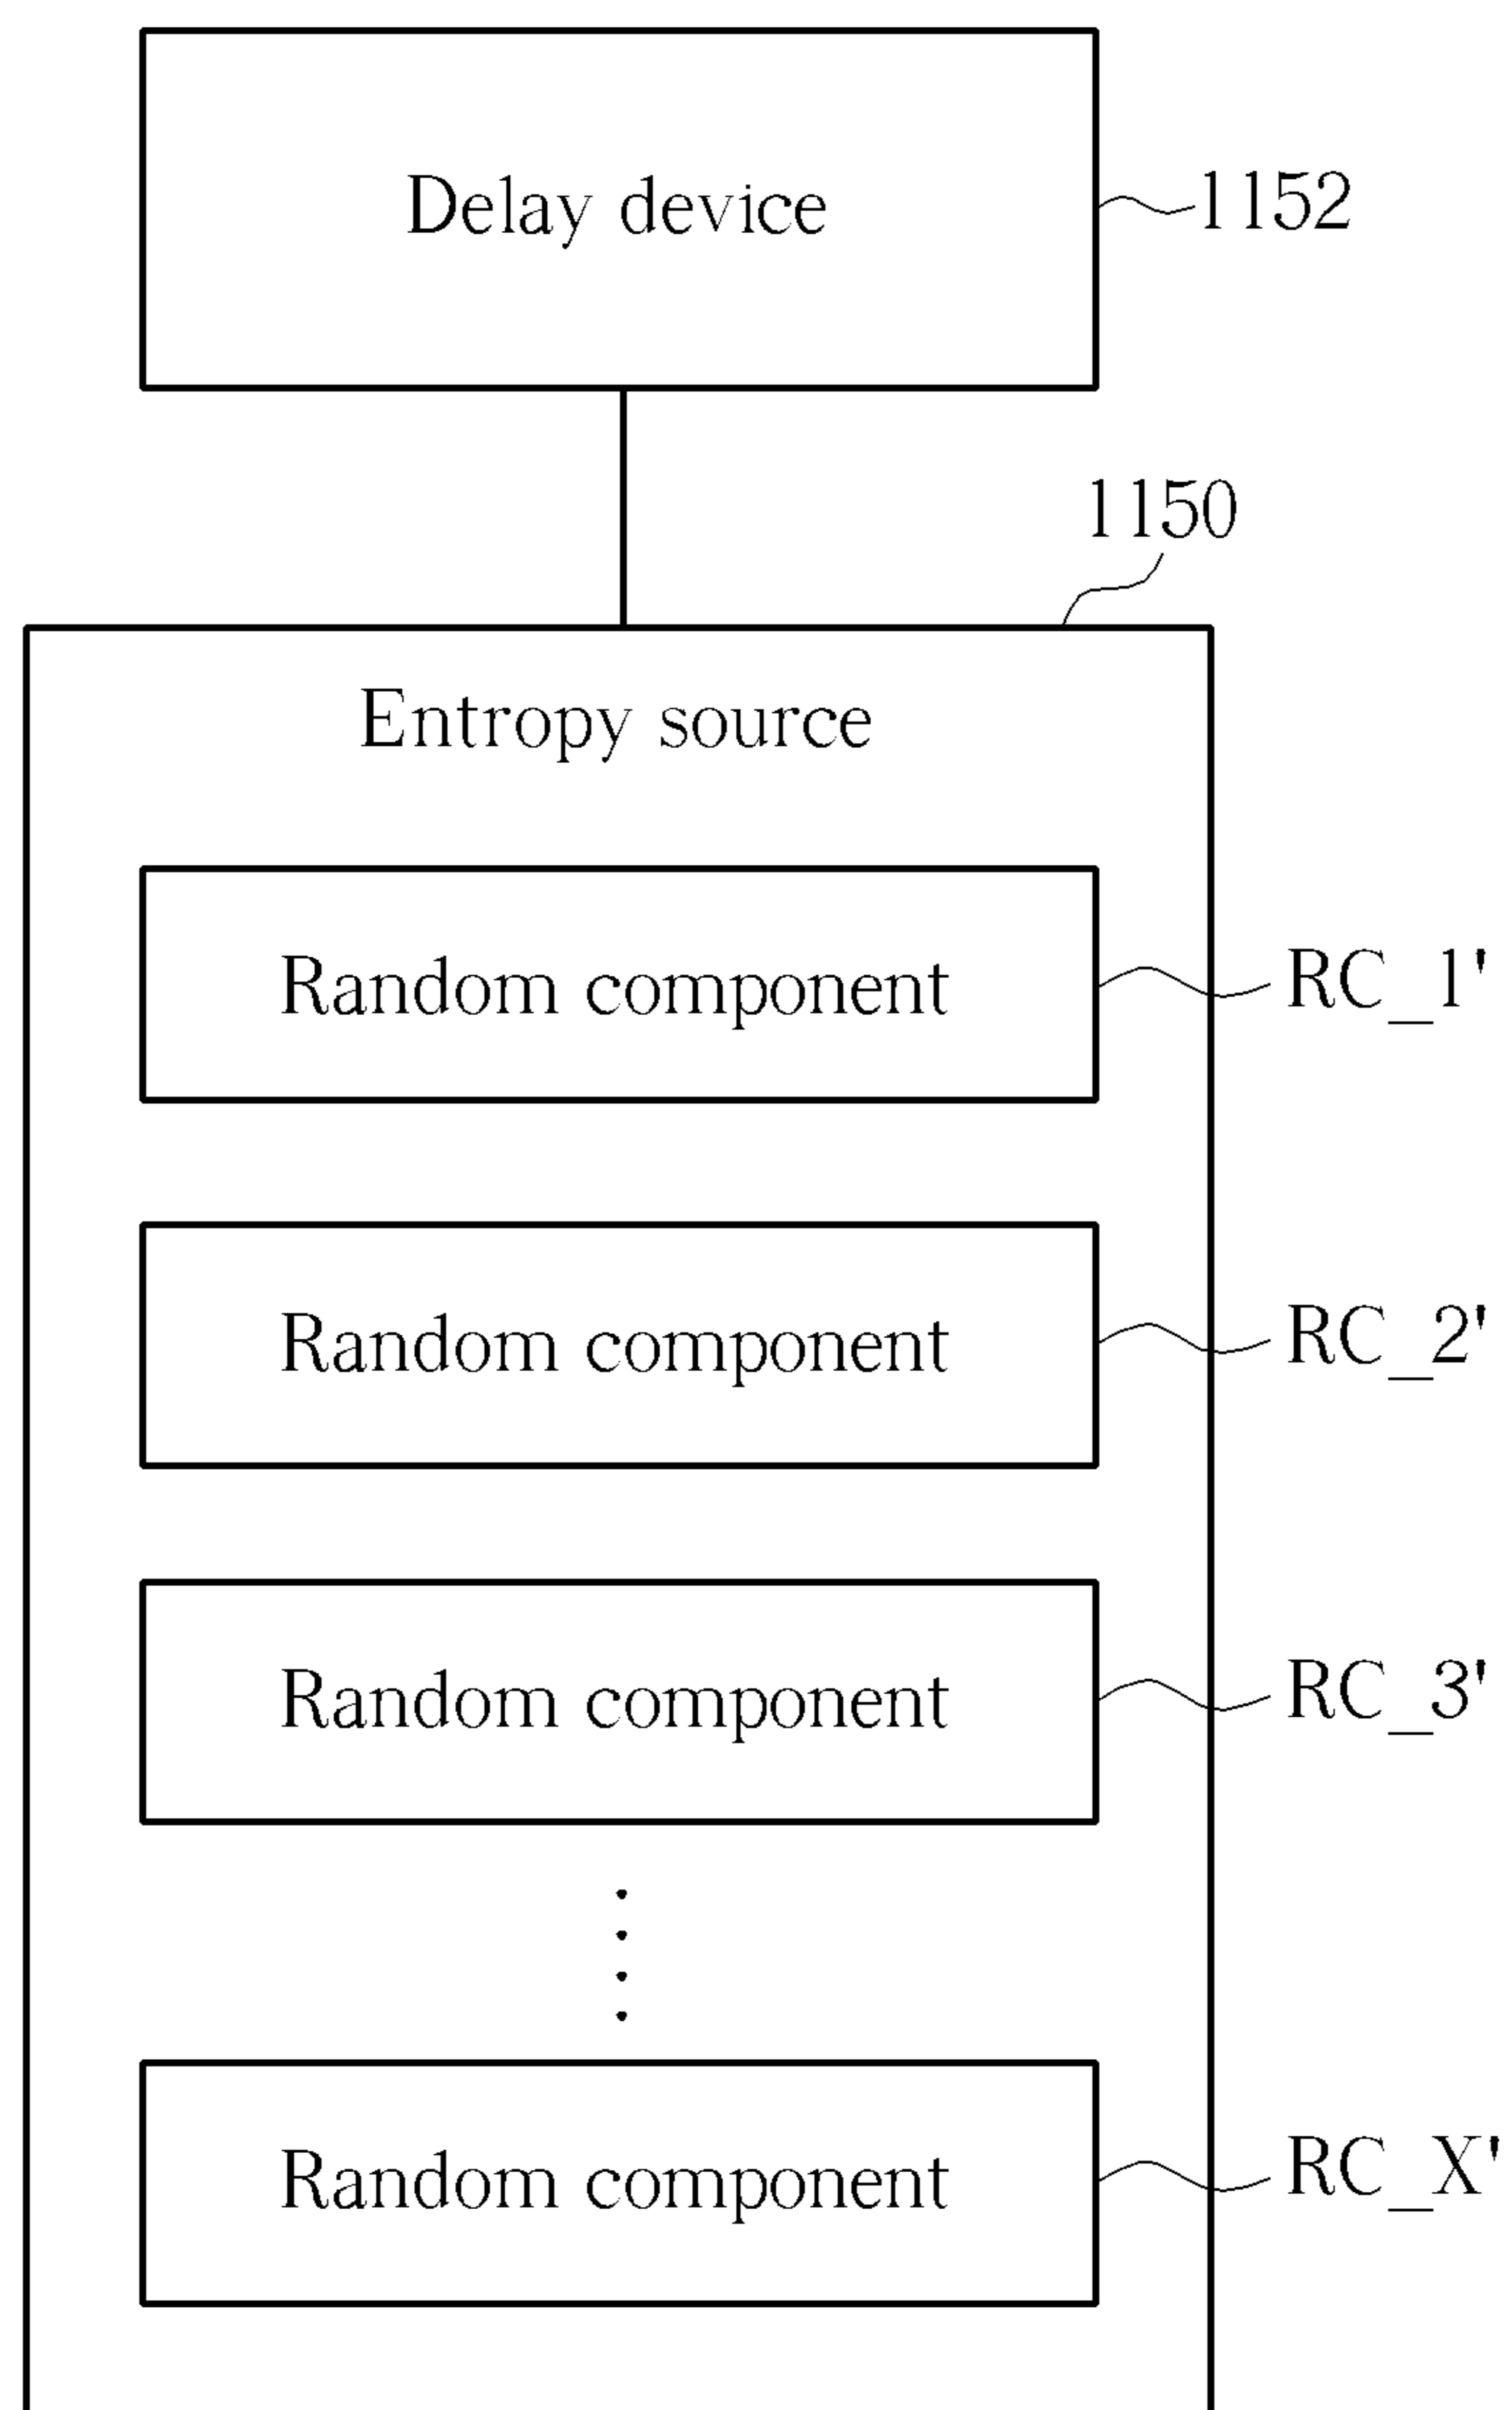 Delay device
1152
1150
Entropy source
Random component
RC_1'
Random component
RC_2'
Random component
RC_3'
Random component
RC_X'